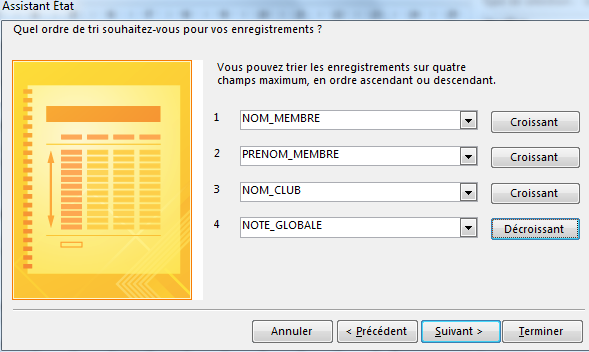 Assistant Etat
Quel ordre de tri souhaitez-vous pour vos enregistrements ?
Vous pouvez trier les enregistrements sur quatre
champs maximum, en ordre ascendant ou descendant.
1 NOM_MEMBRE Croissant
2 PRENOM_MEMBRE Croissant
3 NOM_CLUB Croissant
4 NOTE_GLOBALE Décroissant
Annuler < Précédent Suivant > Terminer